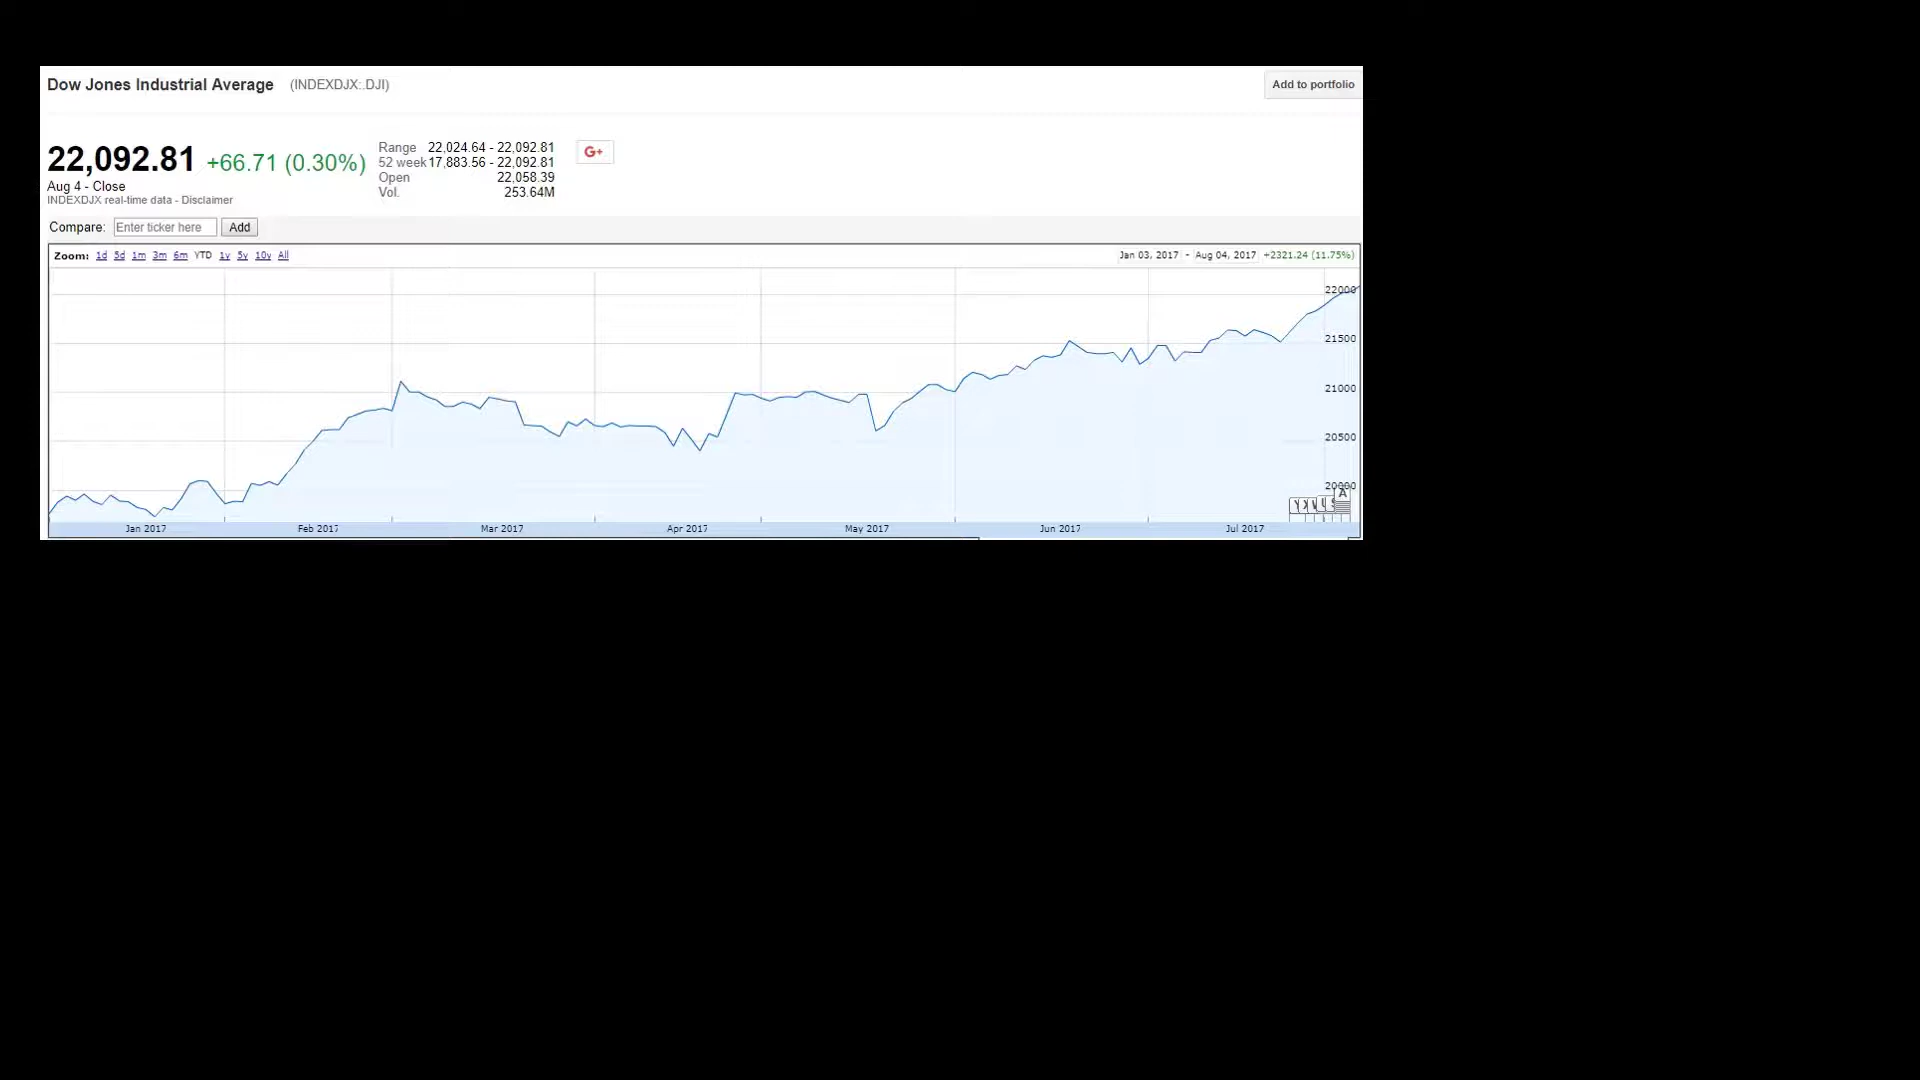 Dow Jones Industrial Average (INDEXDJX:.DJI)
Add to portfolio
22,092.81 +66.71 (0.30%)
Aug 4 - Close
INDEXDJX real-time data - Disclaimer
Range 22,024.64 - 22,092.81
52 week 17,883.56 - 22,092.81
Open 22,058.39
Vol. 253.64M
G+
Compare: Enter ticker here Add
Zoom: 1d 5d 1m 3m 6m YTD 1y 5y 10y All
Jan 03, 2017 - Aug 04, 2017 +2321.24 (11.75%)
22000
21500
21000
20500
20000
A
Jan 2017 Feb 2017 Mar 2017 Apr 2017 May 2017 Jun 2017 Jul 2017